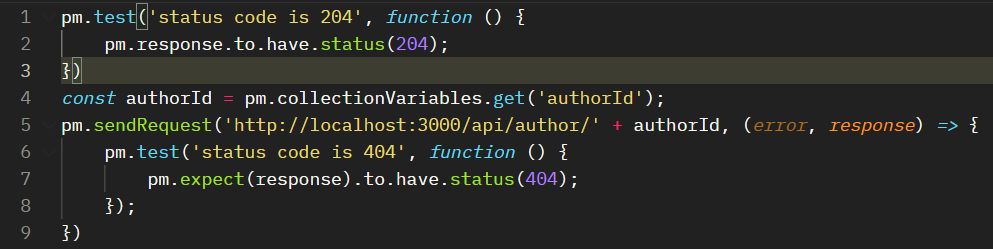 1 pm.test('status code is 204', function () {
2 pm.response.to.have.status(204);
3 })
4 const authorId = pm.collectionVariables.get('authorId');
5 pm.sendRequest('http://localhost:3000/api/author/' + authorId, (error, response) => {
6 pm.test('status code is 404', function () {
7 pm.expect(response).to.have.status(404);
8 });
9 })